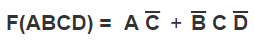 F(ABCD) = A C̅ + B̅ C D̅